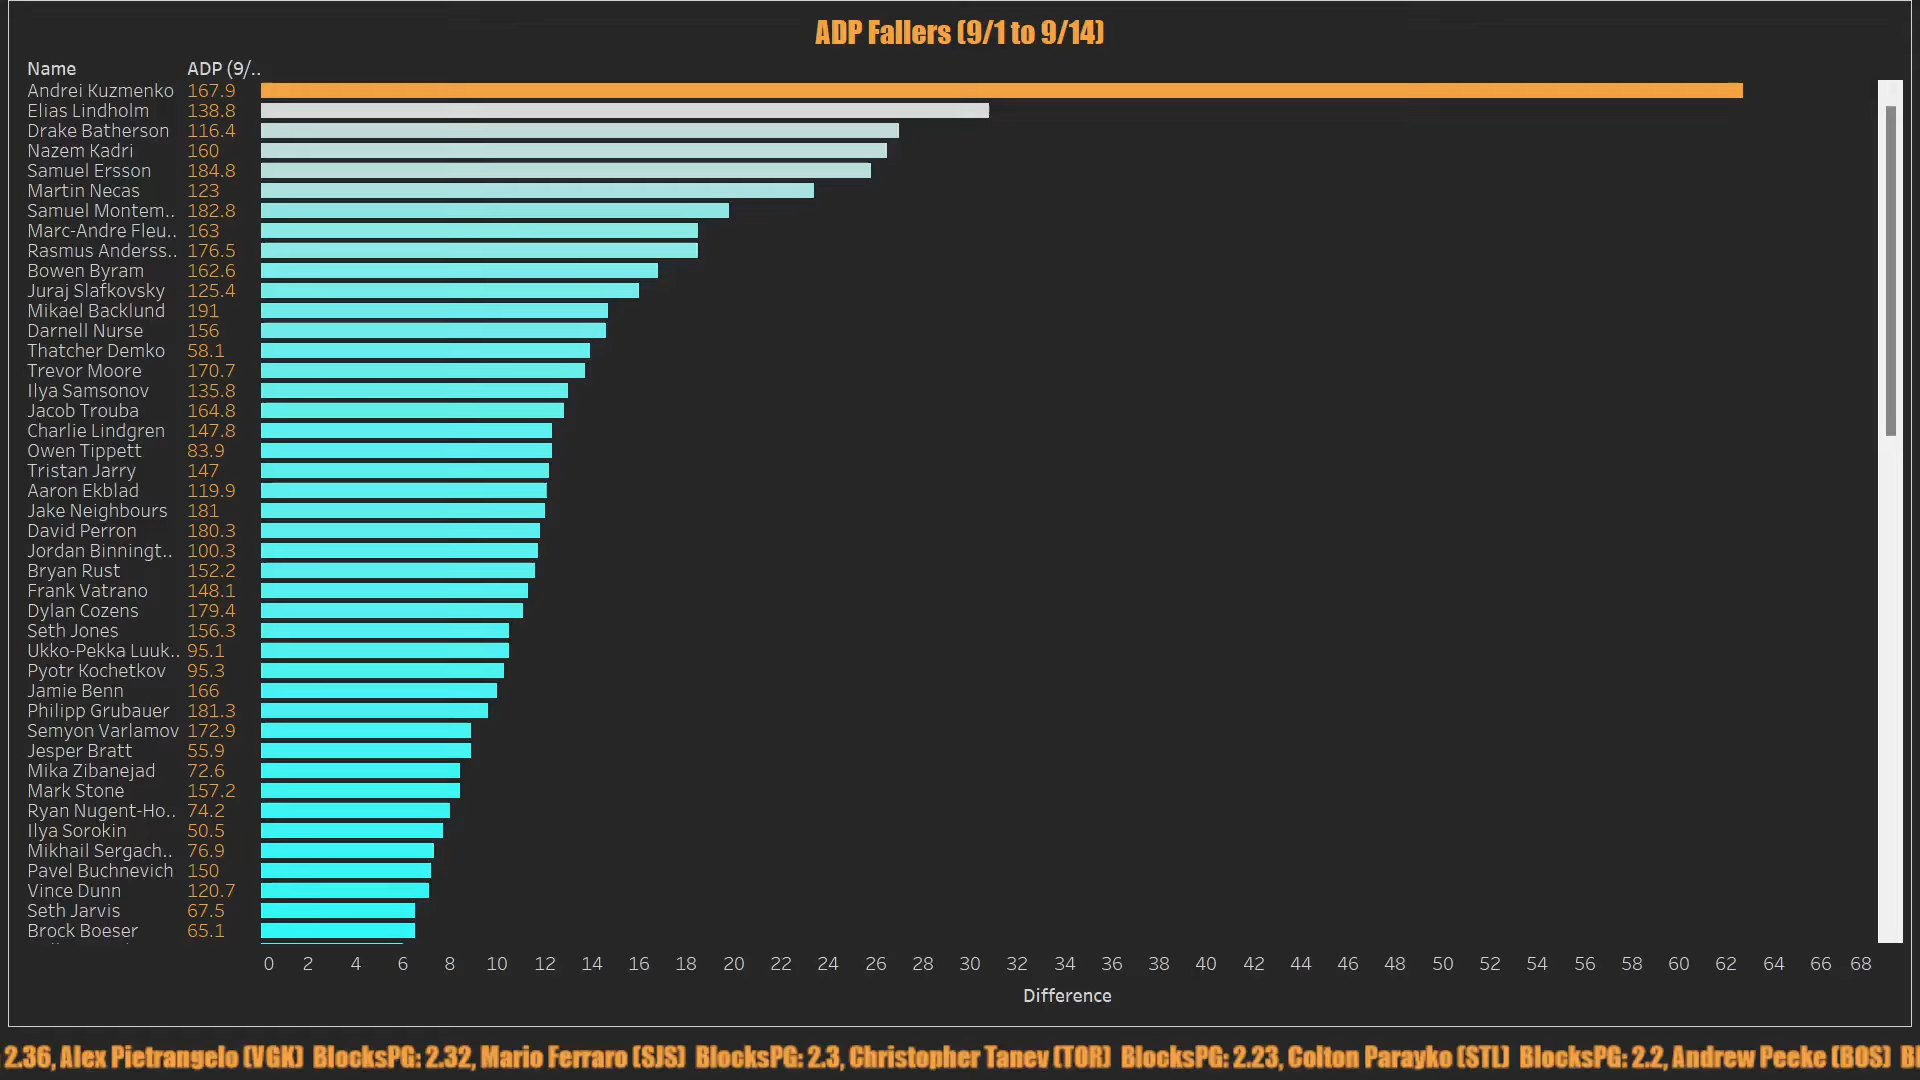 ADP Fallers (9/1 to 9/14)
Name ADP (9/..
Andrei Kuzmenko 167.9
Elias Lindholm 138.8
Drake Batherson 116.4
Nazem Kadri 160
Samuel Ersson 184.8
Martin Necas 123
Samuel Montem.. 182.8
Marc-Andre Fleu.. 163
Rasmus Anderss.. 176.5
Bowen Byram 162.6
Juraj Slafkovsky 125.4
Mikael Backlund 191
Darnell Nurse 156
Thatcher Demko 58.1
Trevor Moore 170.7
Ilya Samsonov 135.8
Jacob Trouba 164.8
Charlie Lindgren 147.8
Owen Tippett 83.9
Tristan Jarry 147
Aaron Ekblad 119.9
Jake Neighbours 181
David Perron 180.3
Jordan Binningt.. 100.3
Bryan Rust 152.2
Frank Vatrano 148.1
Dylan Cozens 179.4
Seth Jones 156.3
Ukko-Pekka Luuk.. 95.1
Pyotr Kochetkov 95.3
Jamie Benn 166
Philipp Grubauer 181.3
Semyon Varlamov 172.9
Jesper Bratt 55.9
Mika Zibanejad 72.6
Mark Stone 157.2
Ryan Nugent-Ho.. 74.2
Ilya Sorokin 50.5
Mikhail Sergach.. 76.9
Pavel Buchnevich 150
Vince Dunn 120.7
Seth Jarvis 67.5
Brock Boeser 65.1
0 2 4 6 8 10 12 14 16 18 20 22 24 26 28 30 32 34 36 38 40 42 44 46 48 50 52 54 56 58 60 62 64 66 68
Difference
2.36, Alex Pietrangelo (VGK) BlocksPG: 2.32, Mario Ferraro (SJS) BlocksPG: 2.3, Christopher Tanev (TOR) BlocksPG: 2.23, Colton Parayko (STL) BlocksPG: 2.2, Andrew Peeke (BOS)